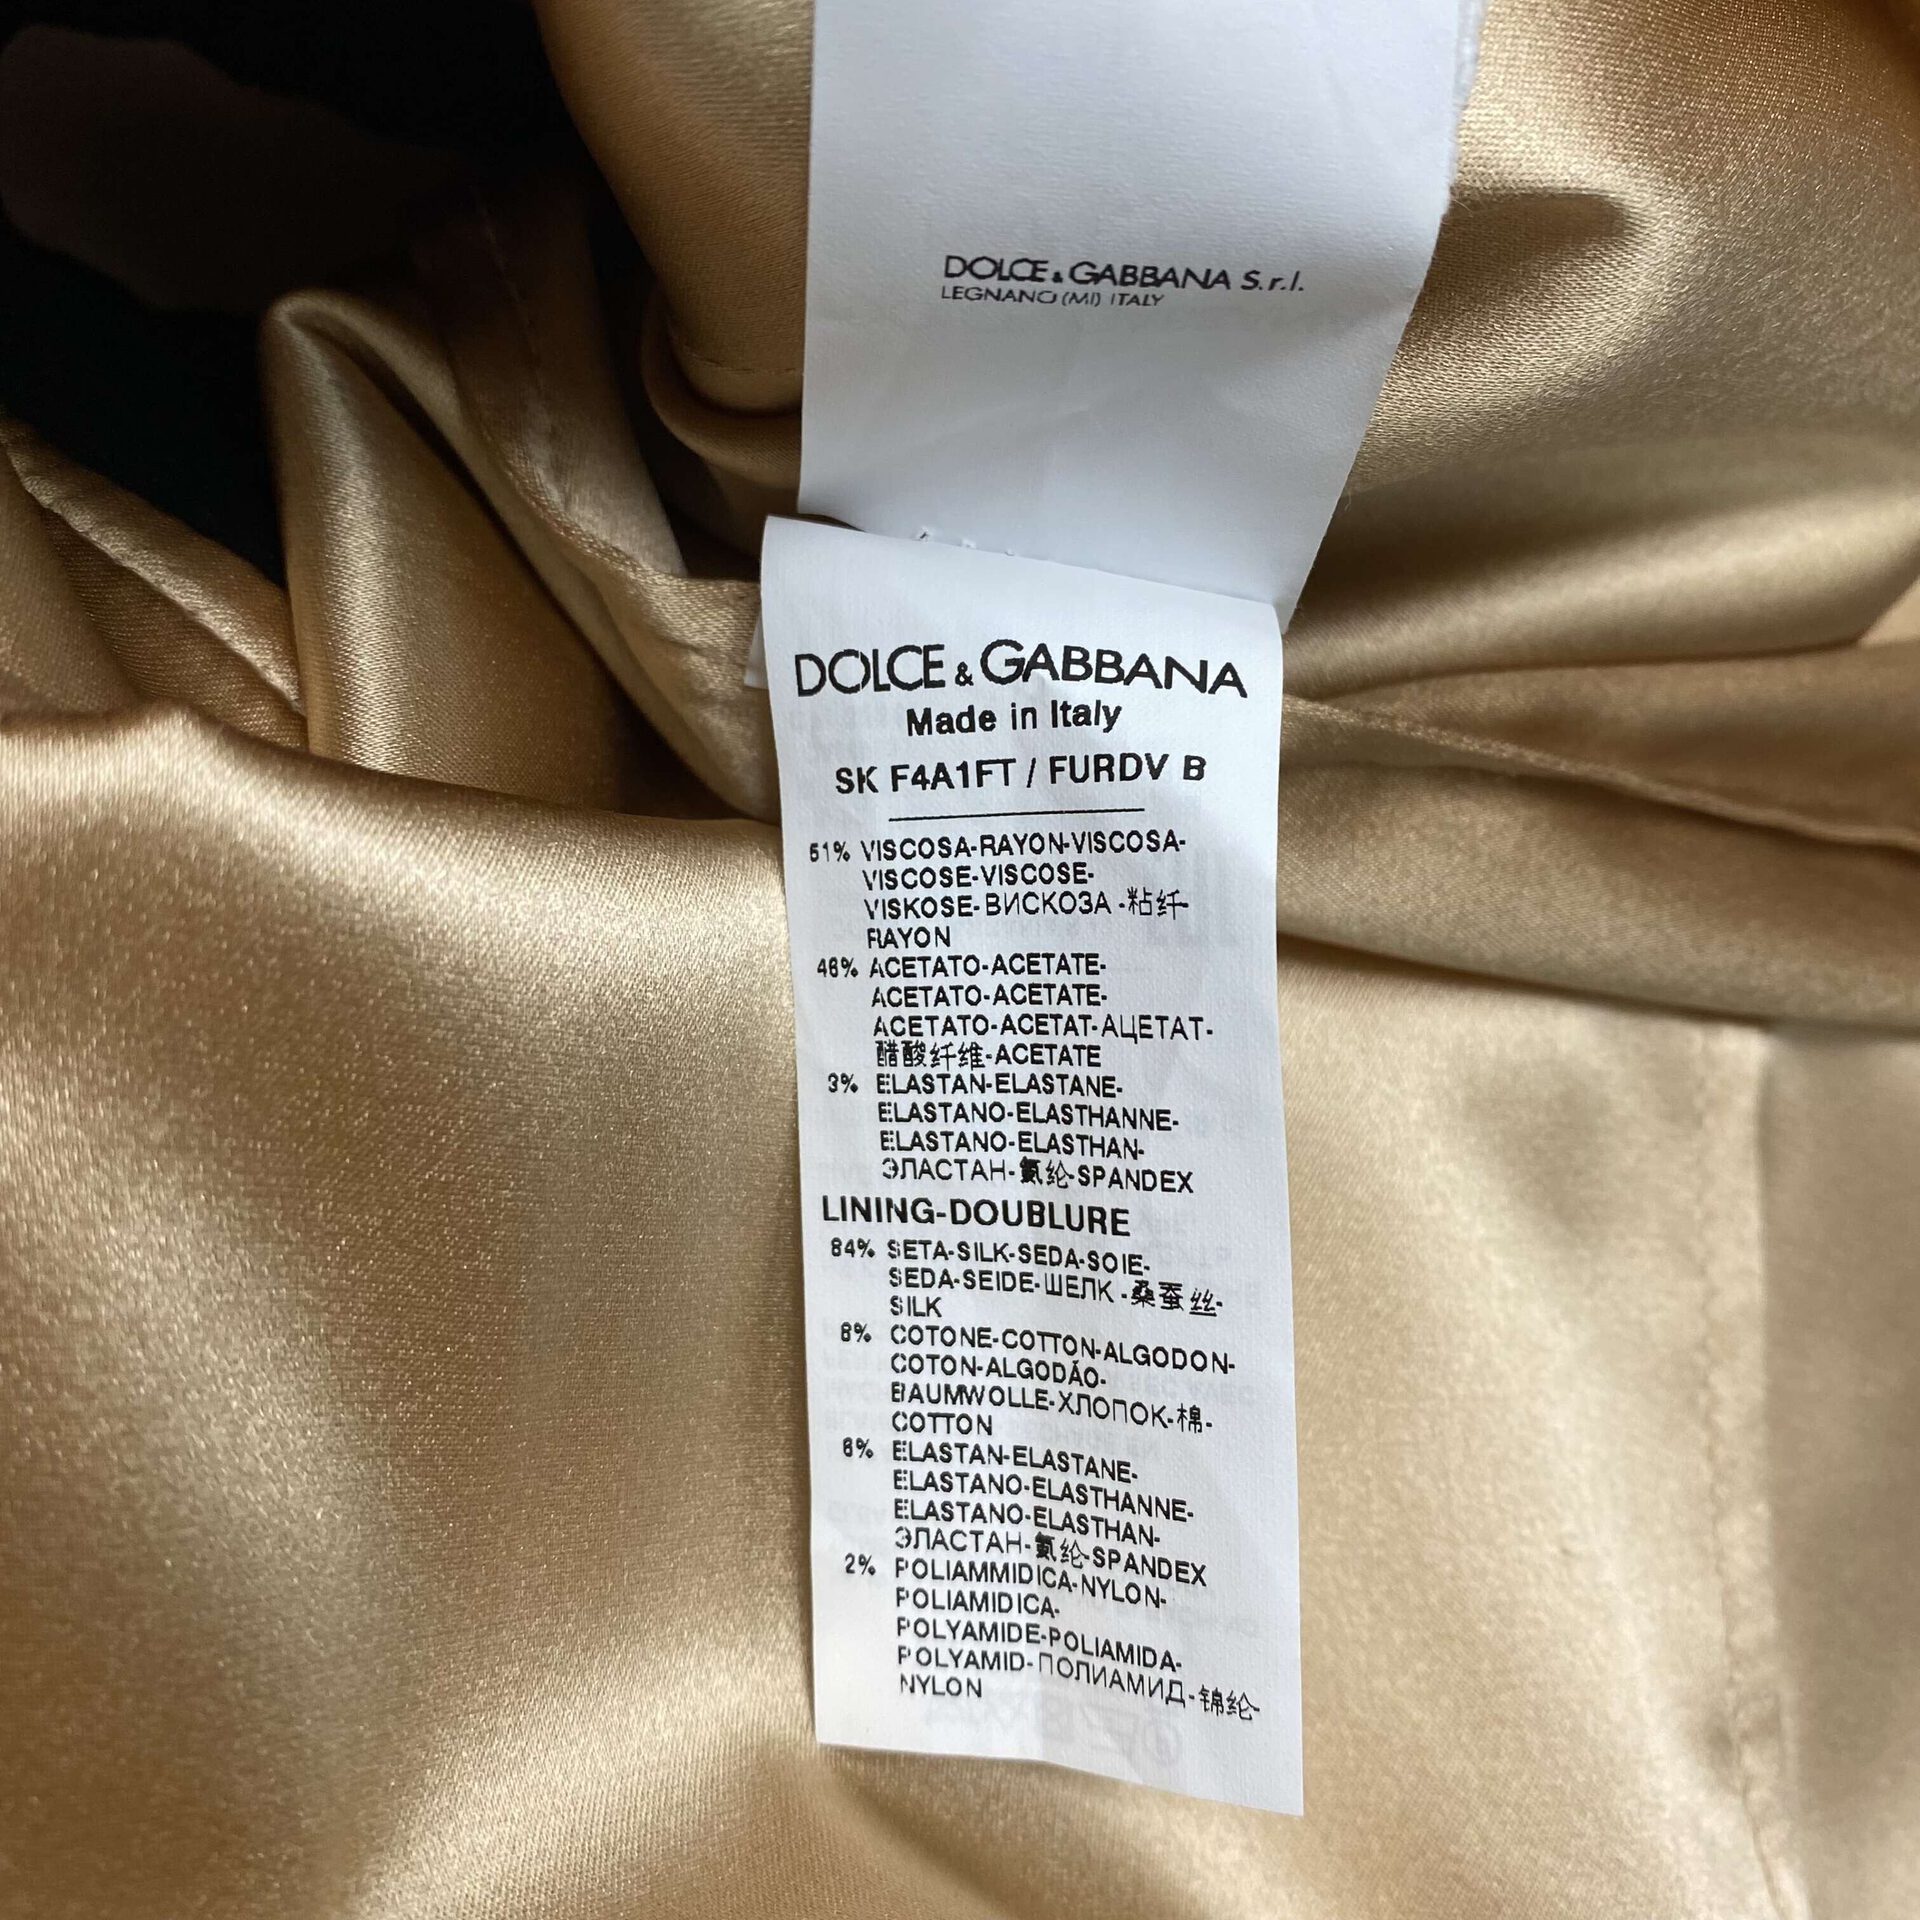 DOLCE & GABBANA S.r.l.
LEGNANO (MI) ITALY
DOLCE & GABBANA
Made in Italy
SK F4A1FT / FURDV B
51% VISCOSA-RAYON-VISCOSA-
VISCOSE-VISCOSE-
VISKOSE-ВИСКОЗА-粘纤-
RAYON
46% ACETATO-ACETATE-
ACETATO-ACETATE-
ACETATO-ACETAT-АЦЕТАТ-
醋酸纤维-ACETATE
3% ELASTAN-ELASTANE-
ELASTANO-ELASTHANNE-
ELASTANO-ELASTHAN-
ЭЛАСТАН-氨纶-SPANDEX
LINING-DOUBLURE
84% SETA-SILK-SEDA-SOIE-
SEDA-SEIDE-ШЕЛК-桑蚕丝-
SILK
8% COTONE-COTTON-ALGODON-
COTON-ALGODÃO-
BAUMWOLLE-ХЛОПОК-棉-
COTTON
6% ELASTAN-ELASTANE-
ELASTANO-ELASTHANNE-
ELASTANO-ELASTHAN-
ЭЛАСТАН-氨纶-SPANDEX
2% POLIAMMIDICA-NYLON-
POLIAMIDICA-
POLYAMIDE-POLIAMIDA-
POLYAMID-ПОЛИАМИД-锦纶-
NYLON